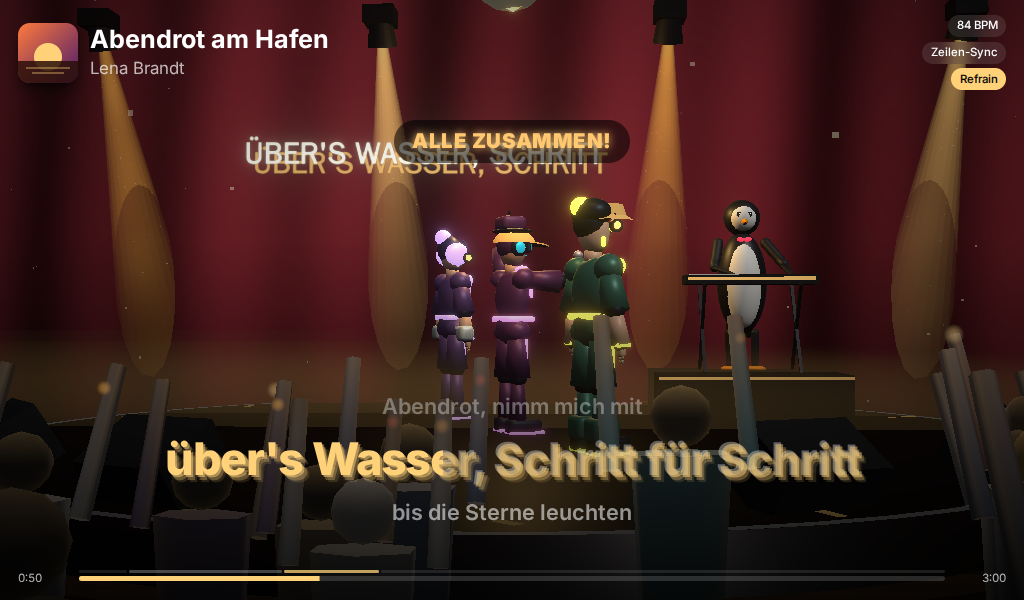 Abendrot am Hafen
Lena Brandt
84 BPM
Zeilen-Sync
Refrain
ALLE ZUSAMMEN!
ÜBER'S WASSER, SCHRITT
Abendrot, nimm mich mit
über's Wasser, Schritt für Schritt
bis die Sterne leuchten
0:50
3:00